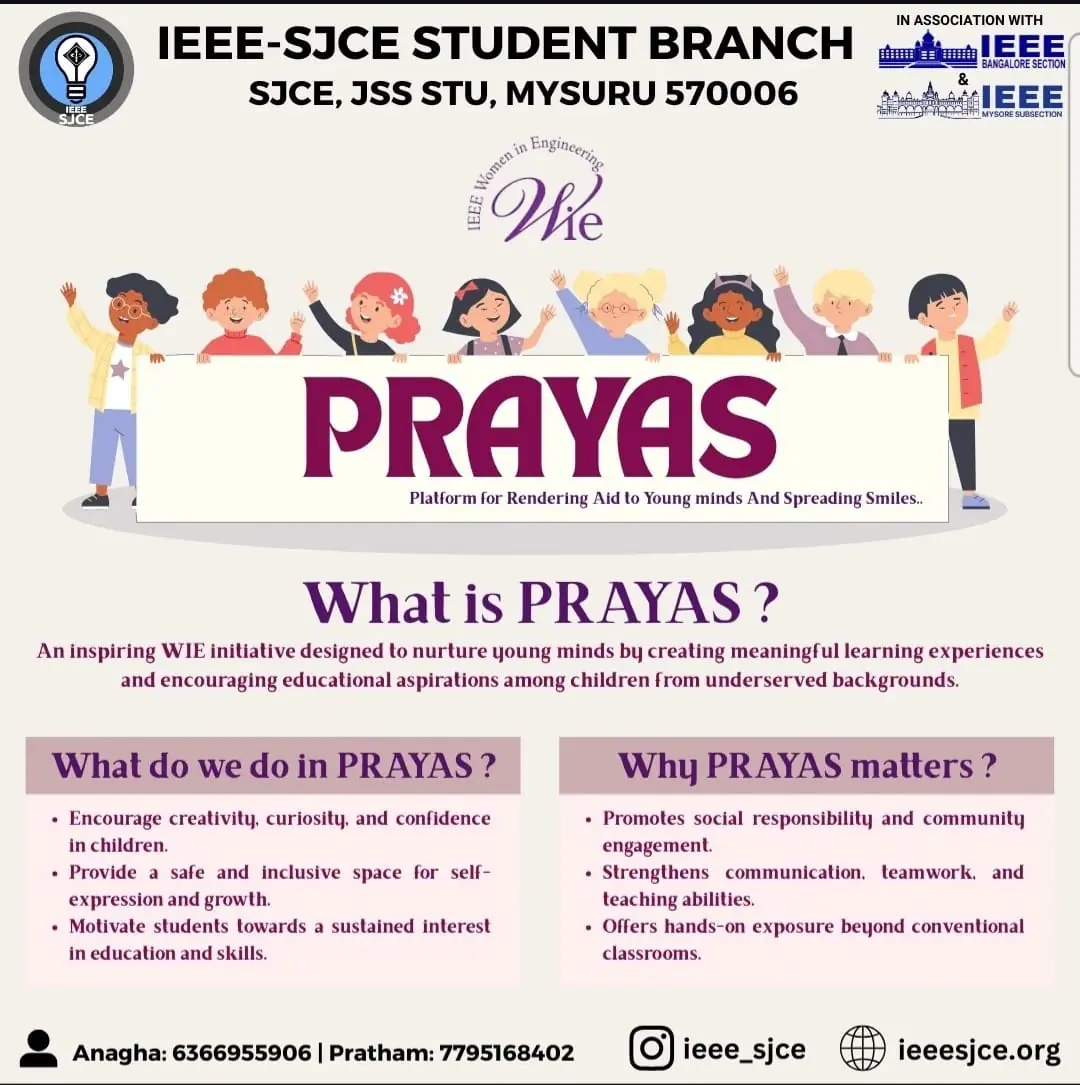 IEEE-SJCE STUDENT BRANCH
SJCE, JSS STU, MYSURU 570006
IEEE
SJCE
IN ASSOCIATION WITH
IEEE
BANGALORE SECTION
&
IEEE
MYSORE SUBSECTION
IEEE Women in Engineering
Wie
PRAYAS
Platform for Rendering Aid to Young minds And Spreading Smiles..
What is PRAYAS ?
An inspiring WIE initiative designed to nurture young minds by creating meaningful learning experiences
and encouraging educational aspirations among children from underserved backgrounds.
What do we do in PRAYAS ?
• Encourage creativity, curiosity, and confidence
in children.
• Provide a safe and inclusive space for self-
expression and growth.
• Motivate students towards a sustained interest
in education and skills.
Why PRAYAS matters ?
• Promotes social responsibility and community
engagement.
• Strengthens communication, teamwork, and
teaching abilities.
• Offers hands-on exposure beyond conventional
classrooms.
Anagha: 6366955906 | Pratham: 7795168402
ieee_sjce
ieeesjce.org